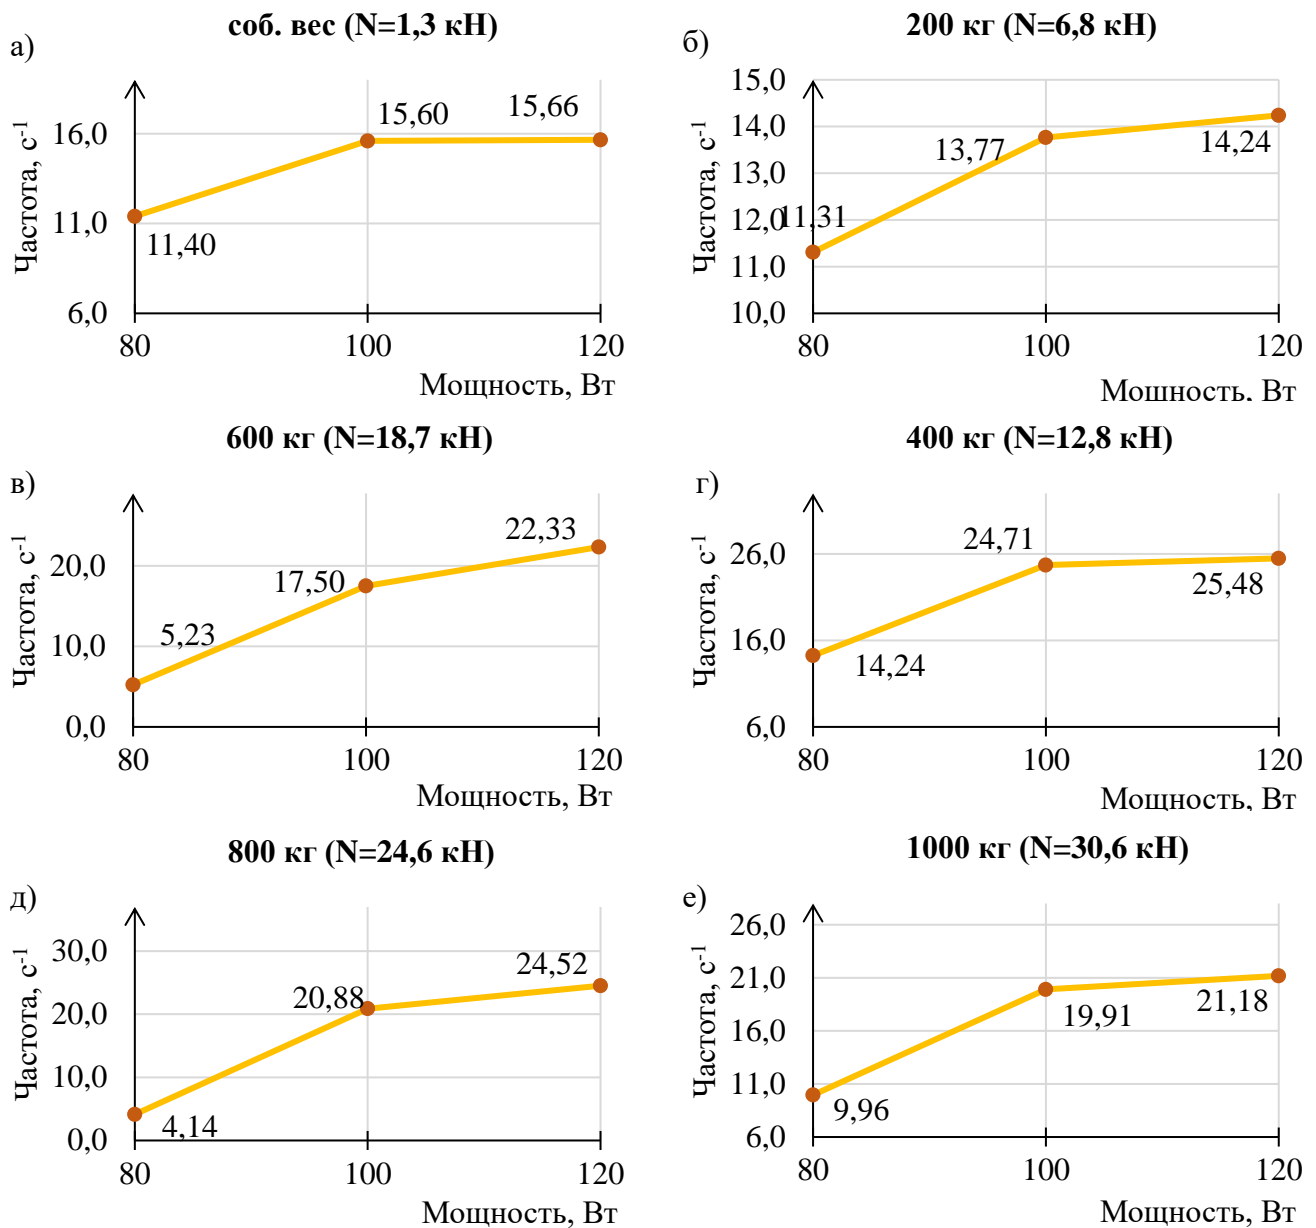 а)
соб. вес (N=1,3 кН)
Частота, с⁻¹
16,0
11,0
6,0
11,40
15,60
15,66
80 100 120
Мощность, Вт
б)
200 кг (N=6,8 кН)
Частота, с⁻¹
15,0
14,0
13,0
12,0
11,0
10,0
11,31
13,77
14,24
80 100 120
Мошность, Вт
в)
600 кг (N=18,7 кН)
Частота, с⁻¹
20,0
10,0
0,0
5,23
17,50
22,33
80 100 120
Мощность, Вт
г)
400 кг (N=12,8 кН)
Частота, с⁻¹
26,0
16,0
6,0
14,24
24,71
25,48
80 100 120
Мощность, Вт
д)
800 кг (N=24,6 кН)
Частота, с⁻¹
30,0
20,0
10,0
0,0
4,14
20,88
24,52
80 100 120
Мощность, Вт
е)
1000 кг (N=30,6 кН)
Частота, с⁻¹
26,0
21,0
16,0
11,0
6,0
9,96
19,91
21,18
80 100 120
Мощность, Вт